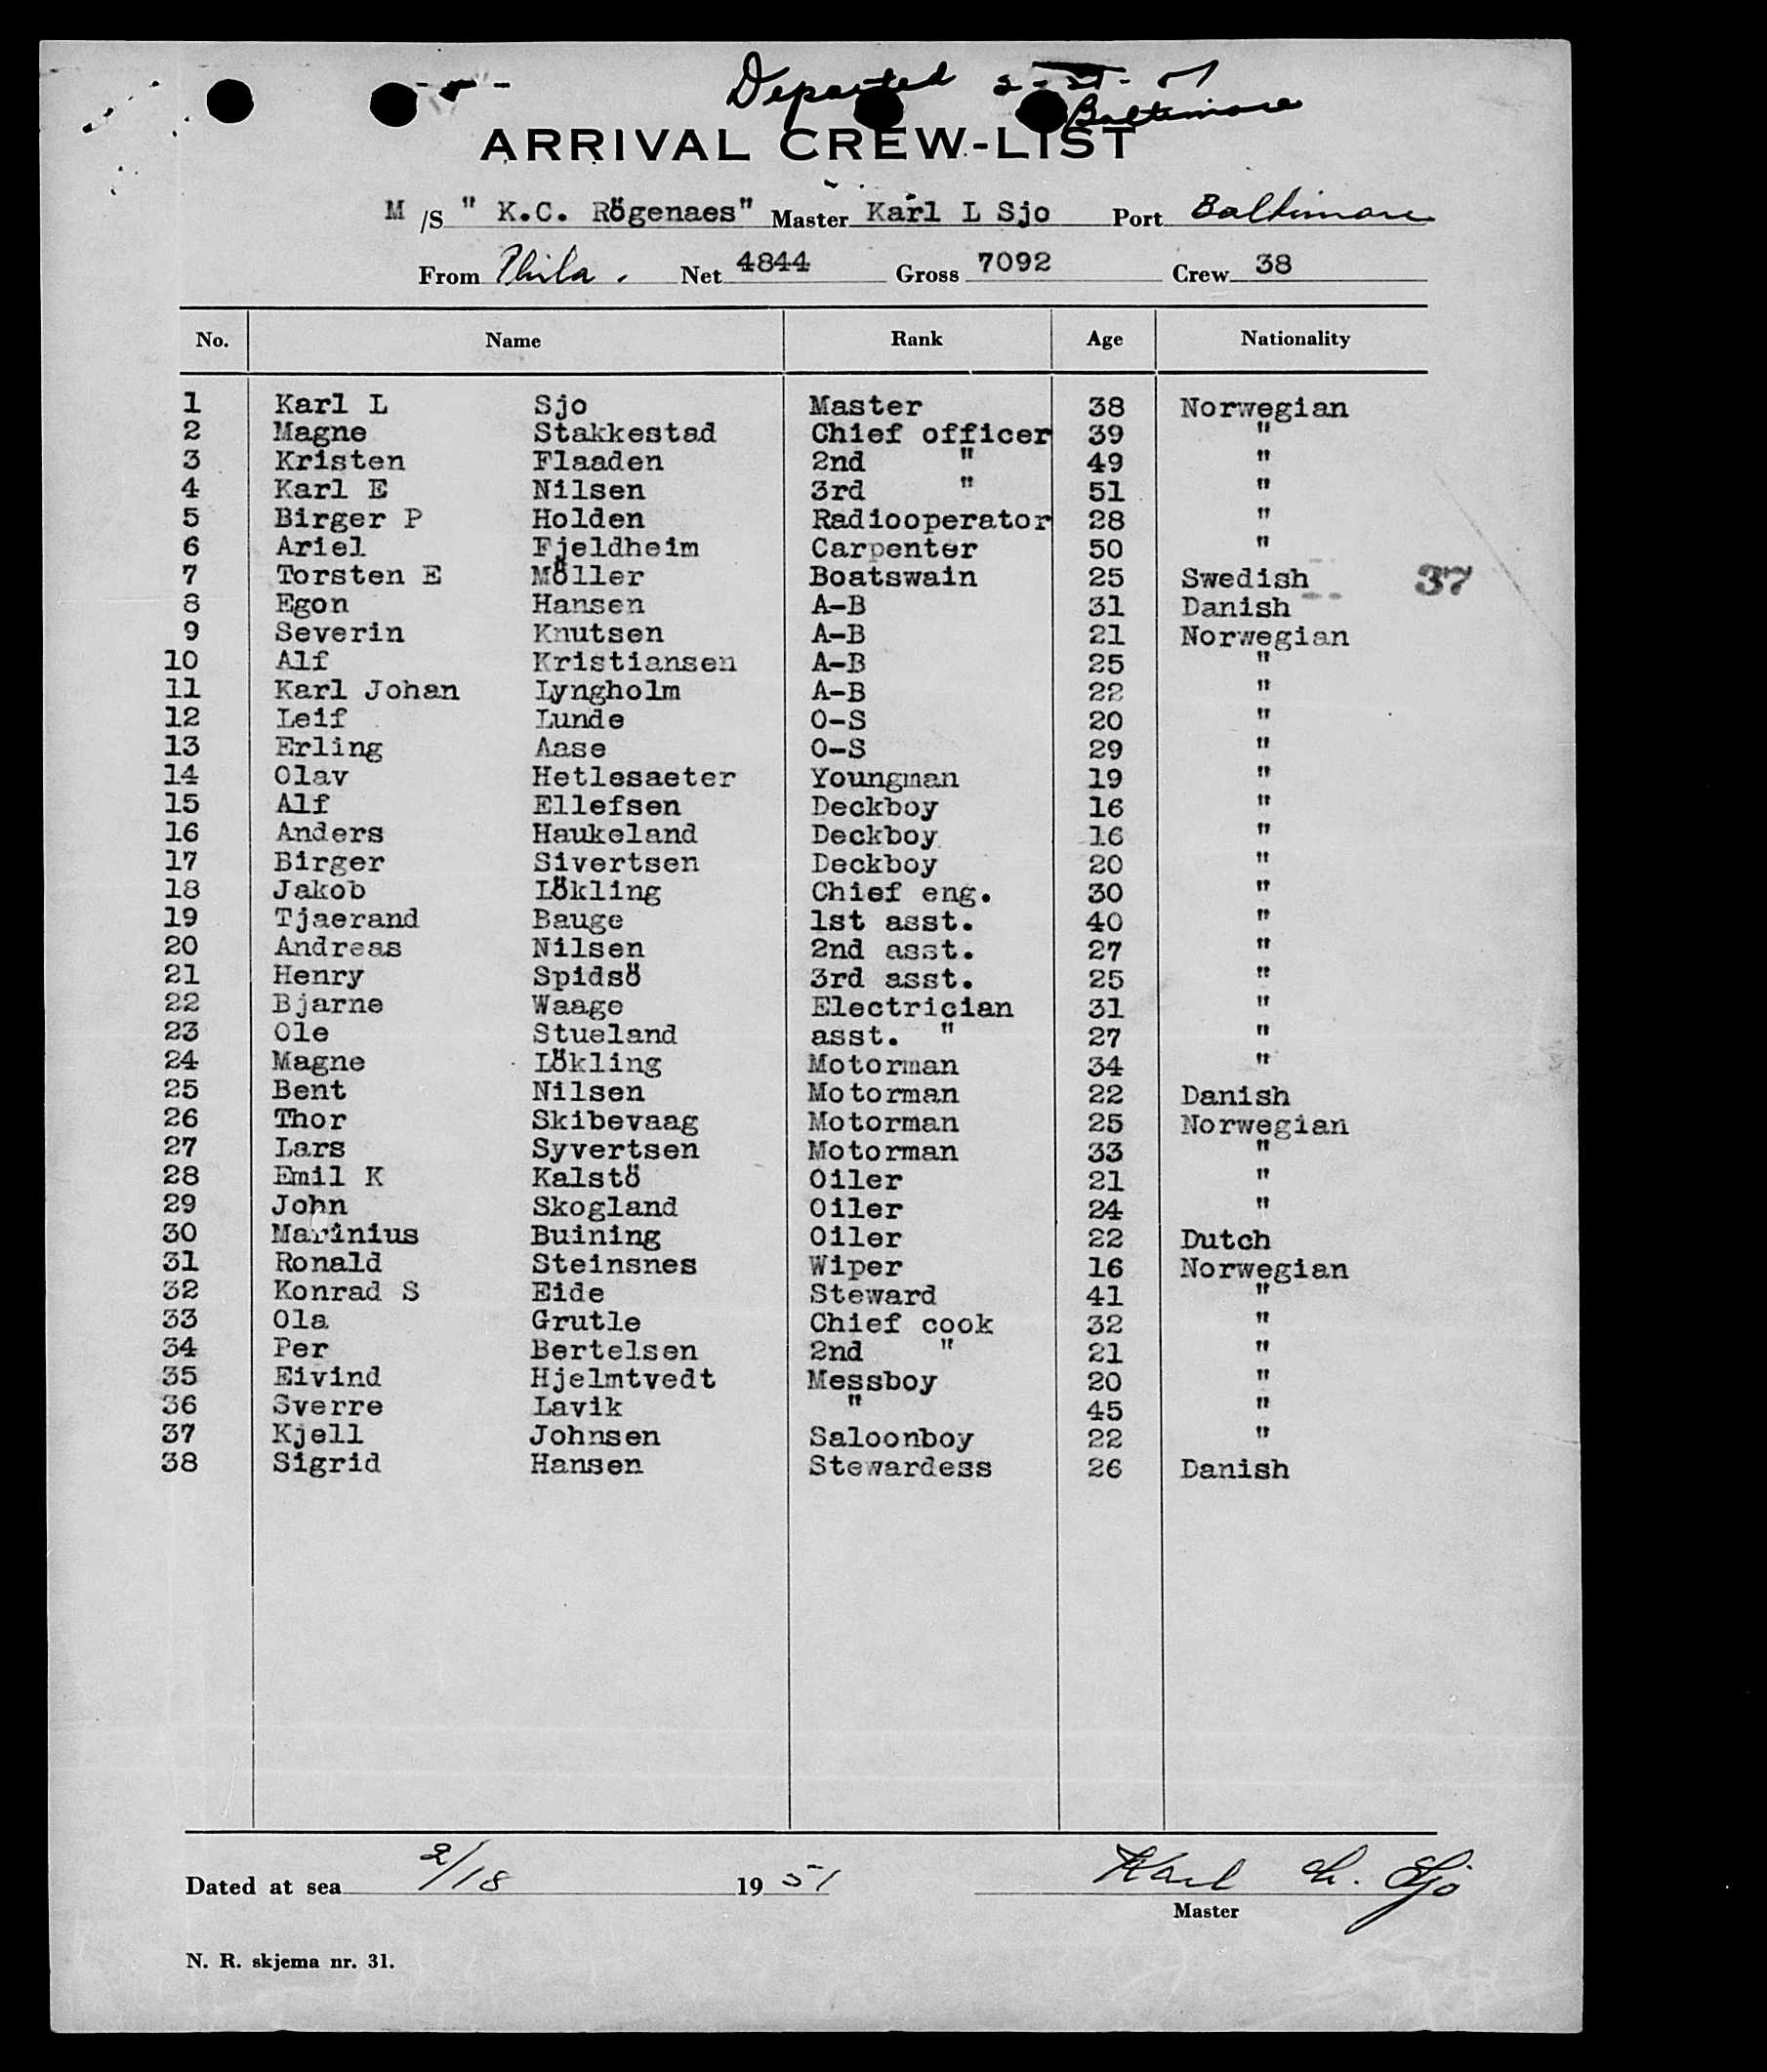 Departed 2-21-51
Baltimore
ARRIVAL CREW-LIST
M /S " K.C. Rögenaes" Master Karl L Sjo Port Baltimore
From Phila. Net 4844 Gross 7092 Crew 38
No. Name Rank Age Nationality
1 Karl L Sjo Master 38 Norwegian
2 Magne Stakkestad Chief officer 39 "
3 Kristen Flaaden 2nd " 49 "
4 Karl E Nilsen 3rd " 51 "
5 Birger P Holden Radiooperator 28 "
6 Ariel Fjeldheim Carpenter 50 "
7 Torsten E Möller Boatswain 25 Swedish 37
8 Egon Hansen A-B 31 Danish
9 Severin Knutsen A-B 21 Norwegian
10 Alf Kristiansen A-B 25 "
11 Karl Johan Lyngholm A-B 22 "
12 Leif Lunde O-S 20 "
13 Erling Aase O-S 29 "
14 Olav Hetlesaeter Youngman 19 "
15 Alf Ellefsen Deckboy 16 "
16 Anders Haukeland Deckboy 16 "
17 Birger Sivertsen Deckboy 20 "
18 Jakob Lökling Chief eng. 30 "
19 Tjaerand Bauge 1st asst. 40 "
20 Andreas Nilsen 2nd asst. 27 "
21 Henry Spidsö 3rd asst. 25 "
22 Bjarne Waage Electrician 31 "
23 Ole Stueland asst. " 27 "
24 Magne Lökling Motorman 34 "
25 Bent Nilsen Motorman 22 Danish
26 Thor Skibevaag Motorman 25 Norwegian
27 Lars Syvertsen Motorman 33 "
28 Emil K Kalstö Oiler 21 "
29 John Skogland Oiler 24 "
30 Marinius Buining Oiler 22 Dutch
31 Ronald Steinsnes Wiper 16 Norwegian
32 Konrad S Eide Steward 41 "
33 Ola Grutle Chief cook 32 "
34 Per Bertelsen 2nd " 21 "
35 Eivind Hjelmtvedt Messboy 20 "
36 Sverre Lavik " 45 "
37 Kjell Johnsen Saloonboy 22 "
38 Sigrid Hansen Stewardess 26 Danish
Dated at sea 2/18 1951 Karl L. Sjo
Master
N. R. skjema nr. 31.